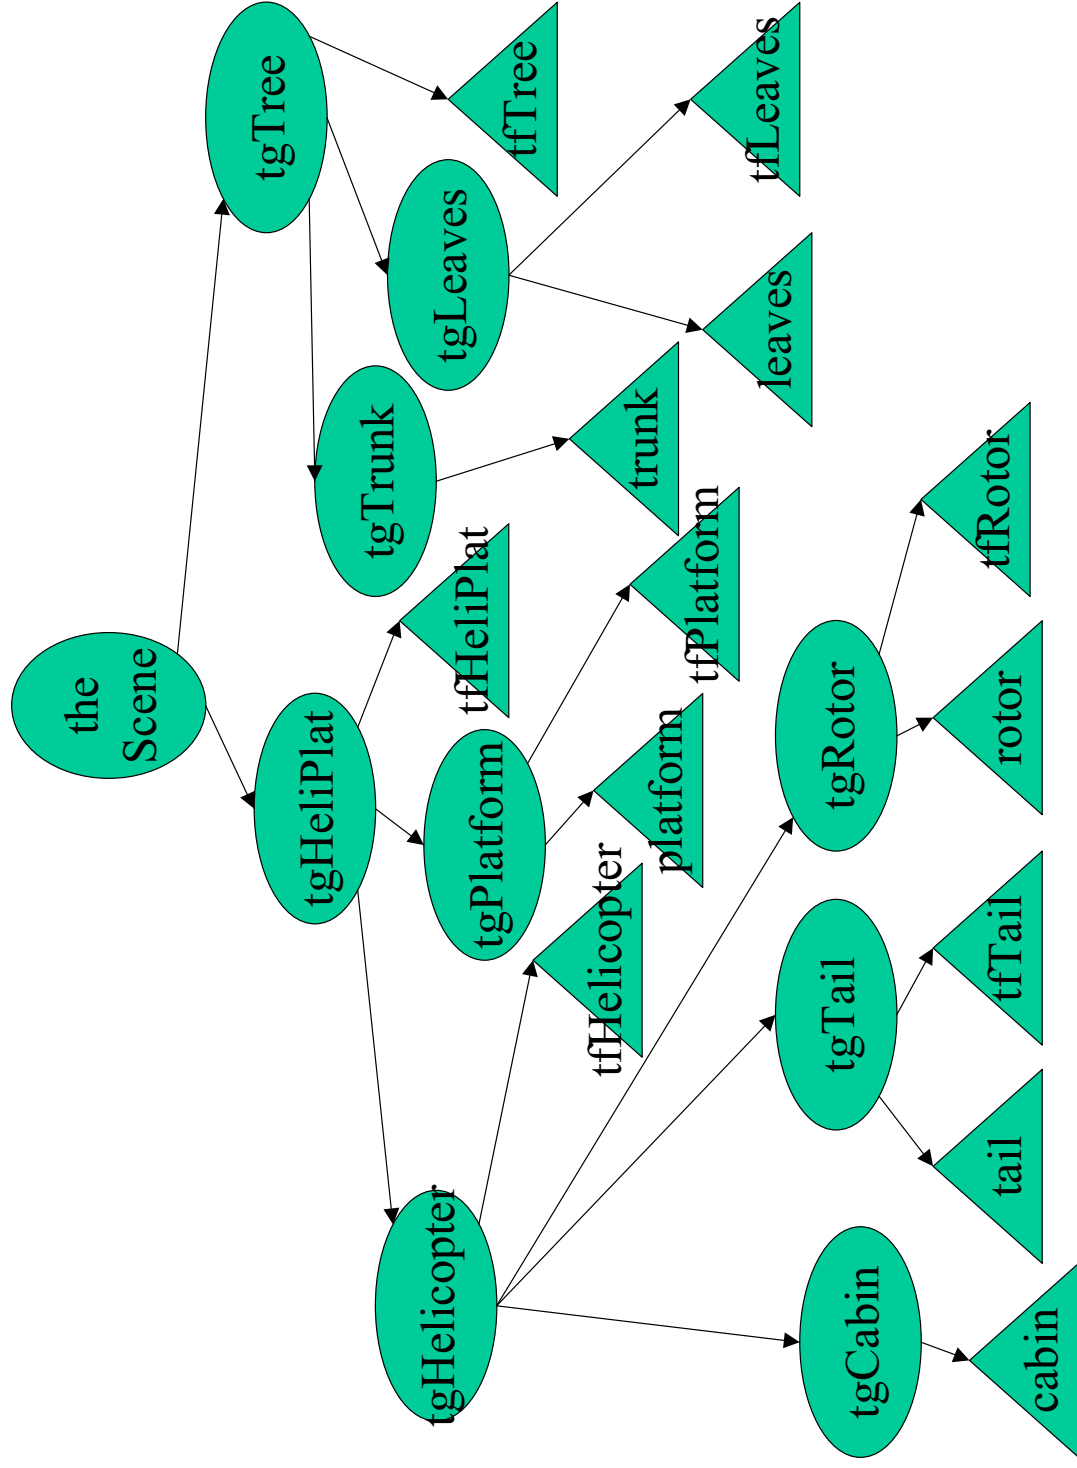 the
Scene
tgTree
tgHeliPlat
tfTree
tgTrunk
tgLeaves
tgHelicopter
tgPlatform
tfHeliPlat
tfHelicopter
platform
tfPlatform
trunk
leaves
tfLeaves
tgCabin
tgTail
tgRotor
cabin
tail
tfTail
rotor
tfRotor